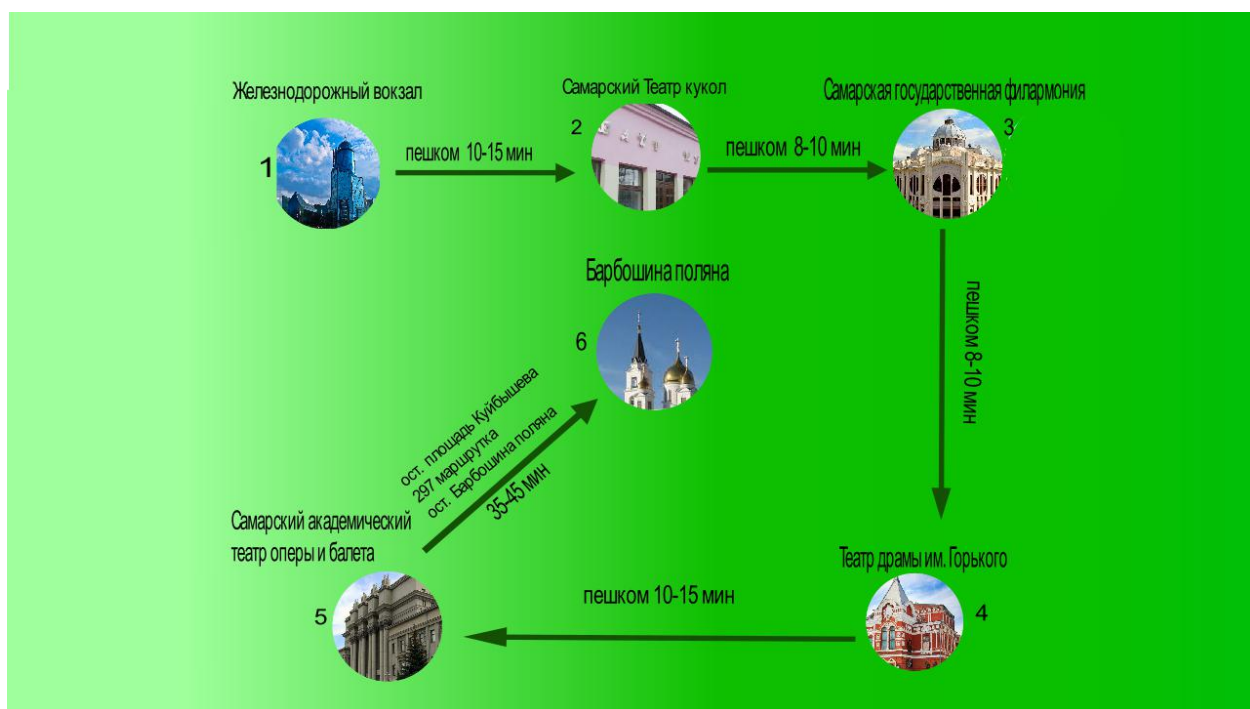 Железнодорожный вокзал
1
пешком 10-15 мин
Самарский Театр кукол
2
пешком 8-10 мин
Самарская государственная филармония
3
пешком 8-10 мин
Театр драмы им. Горького
4
пешком 10-15 мин
Самарский академический
театр оперы и балета
5
ост. площадь Куйбышева
297 маршрутка
ост. Барбошина поляна
35-45 мин
Барбошина поляна
6